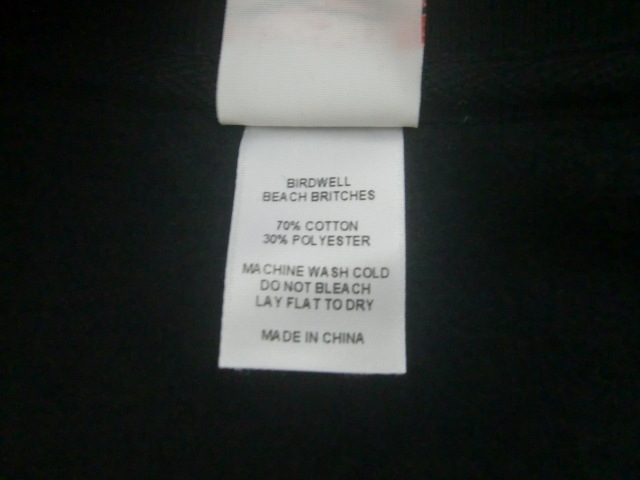 BIRDWELL
BEACH BRITCHES
70% COTTON
30% POLYESTER
MACHINE WASH COLD
DO NOT BLEACH
LAY FLAT TO DRY
MADE IN CHINA